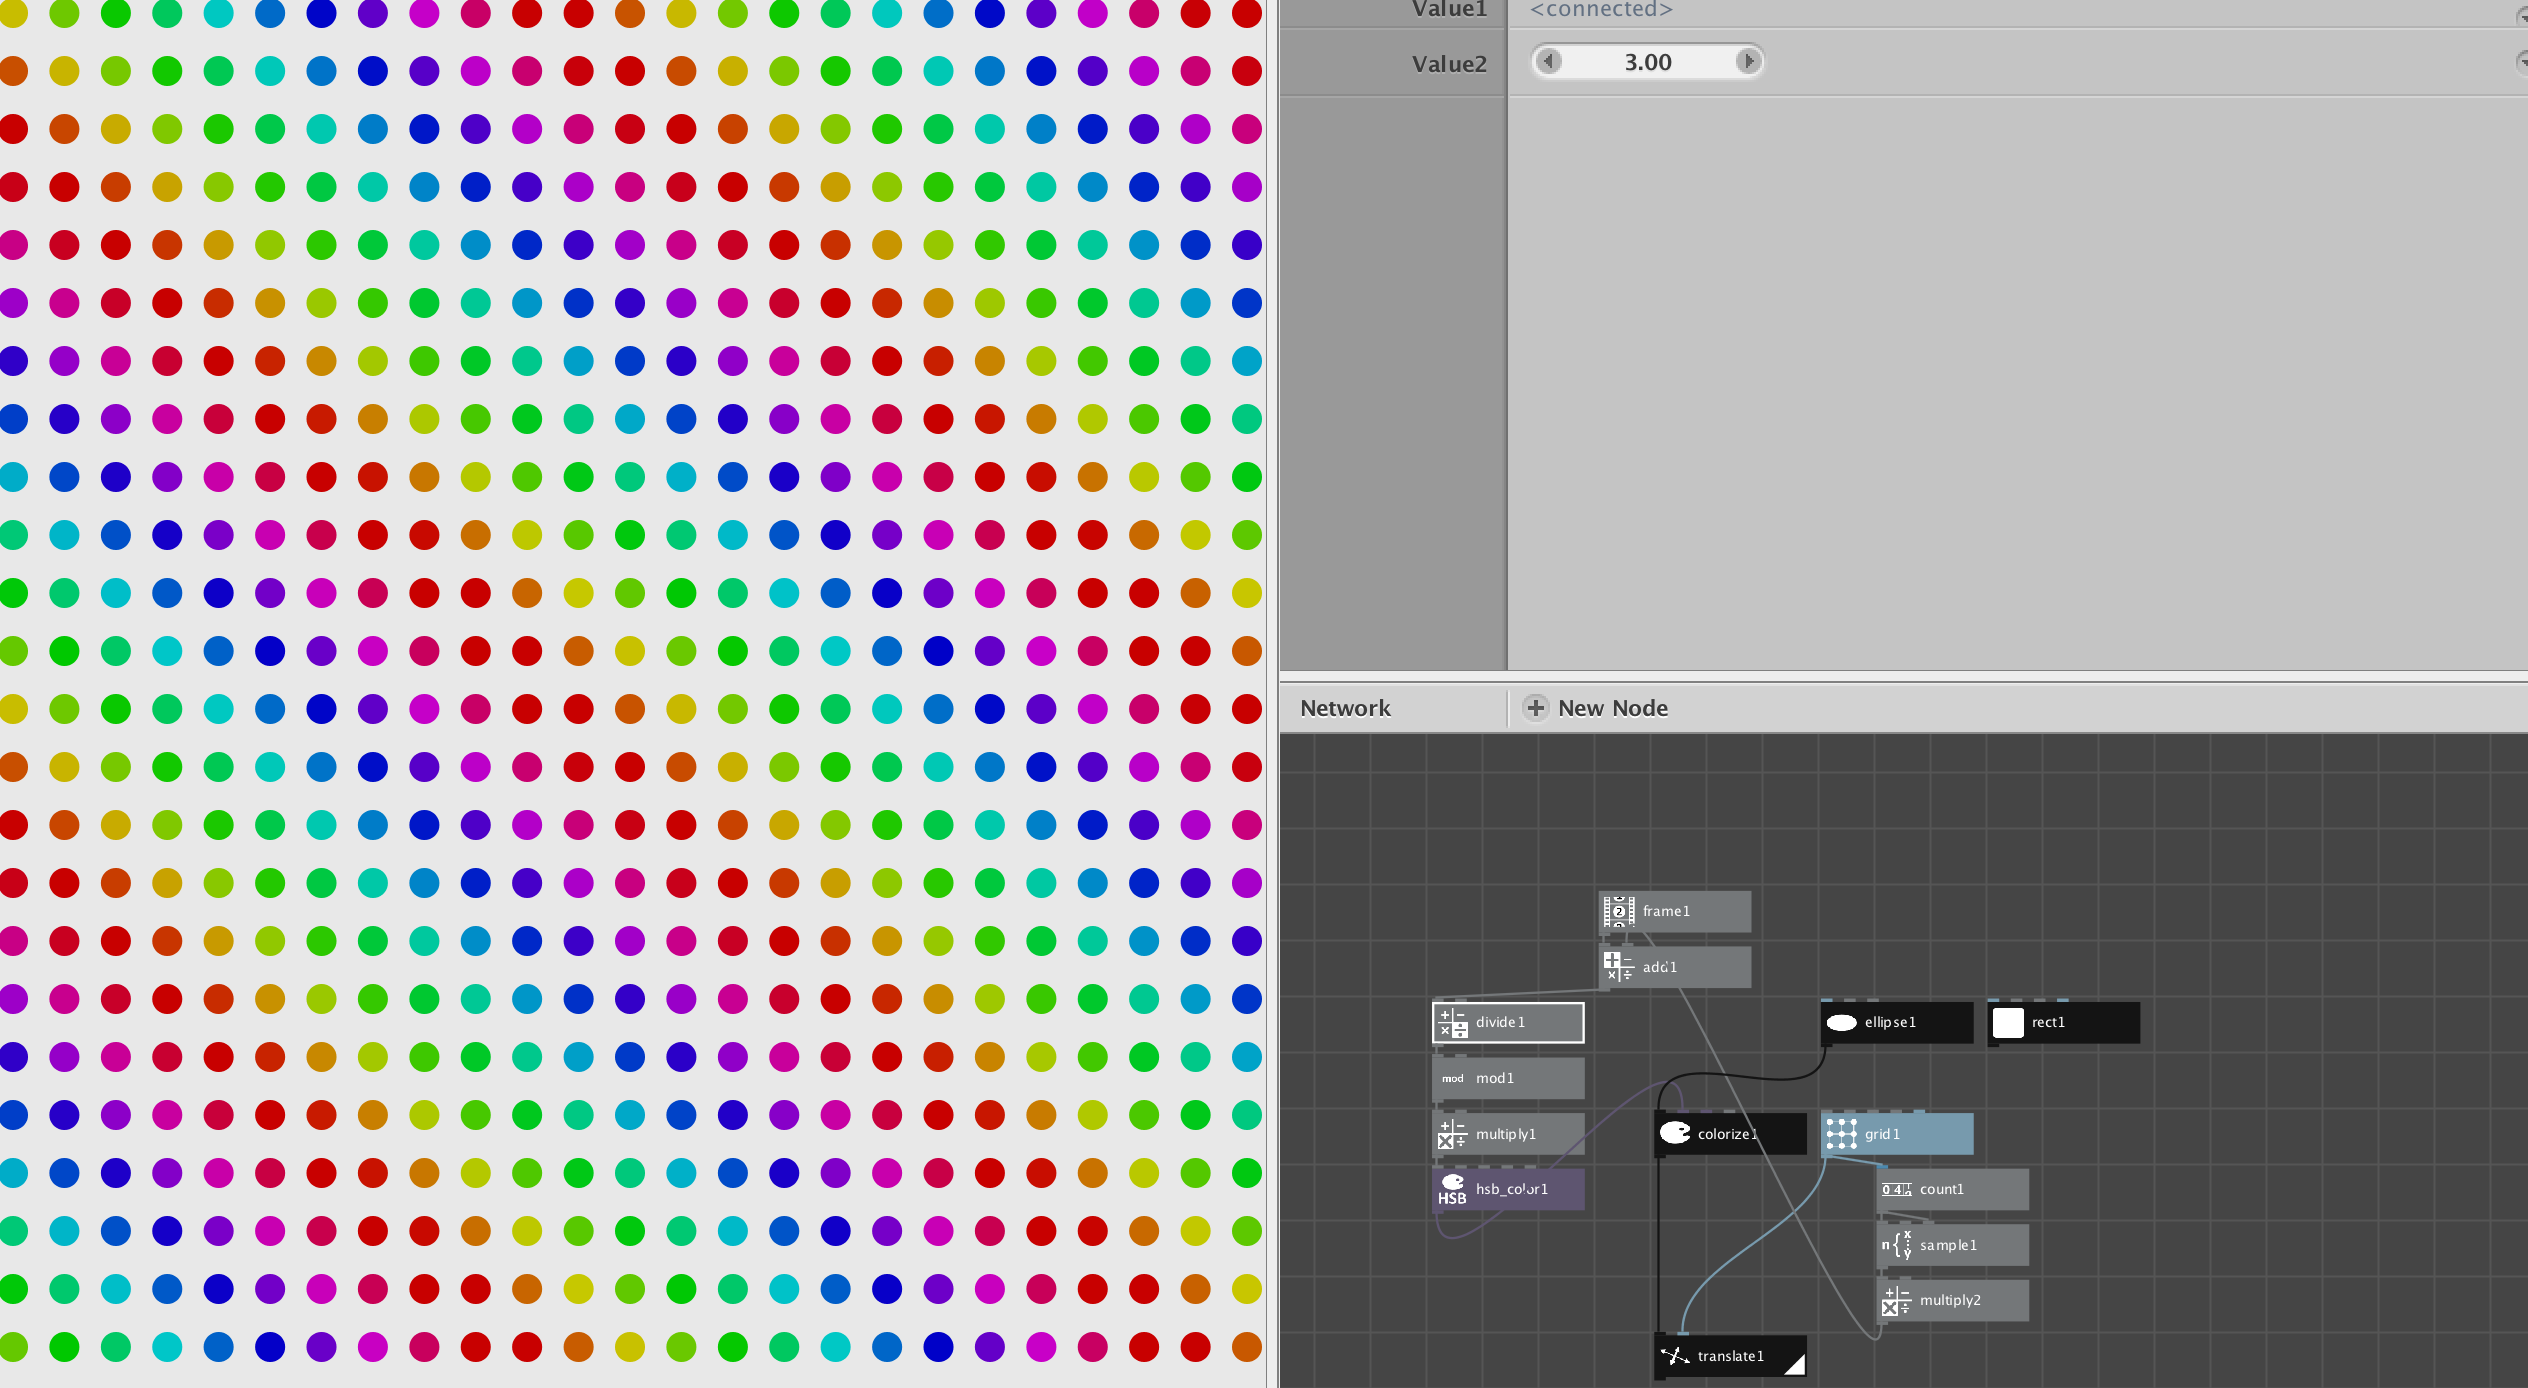 Value1 <connected>
Value2 3.00
Network New Node
frame1
add1
divide1
ellipse1
rect1
mod mod1
multiply1
colorize1
grid1
HSB hsb_color1
count1
sample1
multiply2
translate1